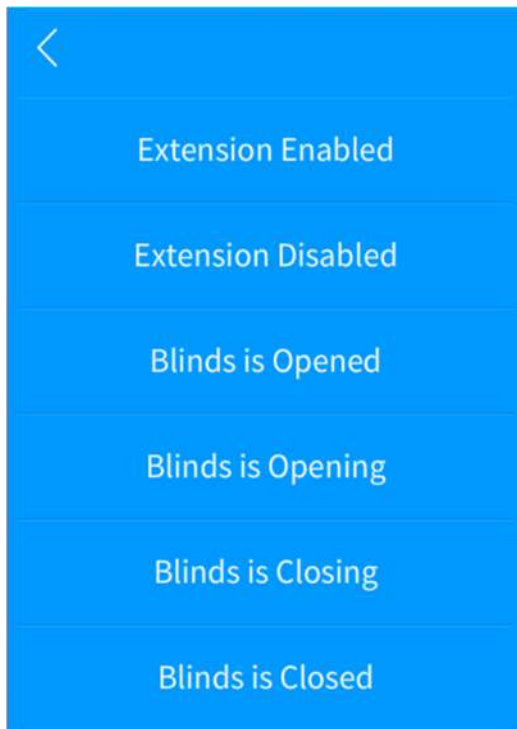 Extension Enabled
Extension Disabled
Blinds is Opened
Blinds is Opening
Blinds is Closing
Blinds is Closed